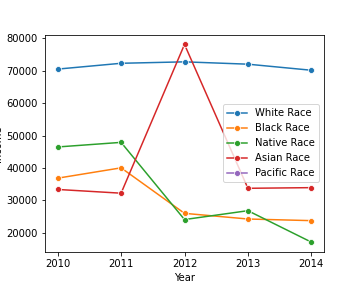 80000
70000
60000
50000
40000
30000
20000
White Race
Black Race
Native Race
Asian Race
Pacific Race
2010 2011 2012 2013 2014
Year